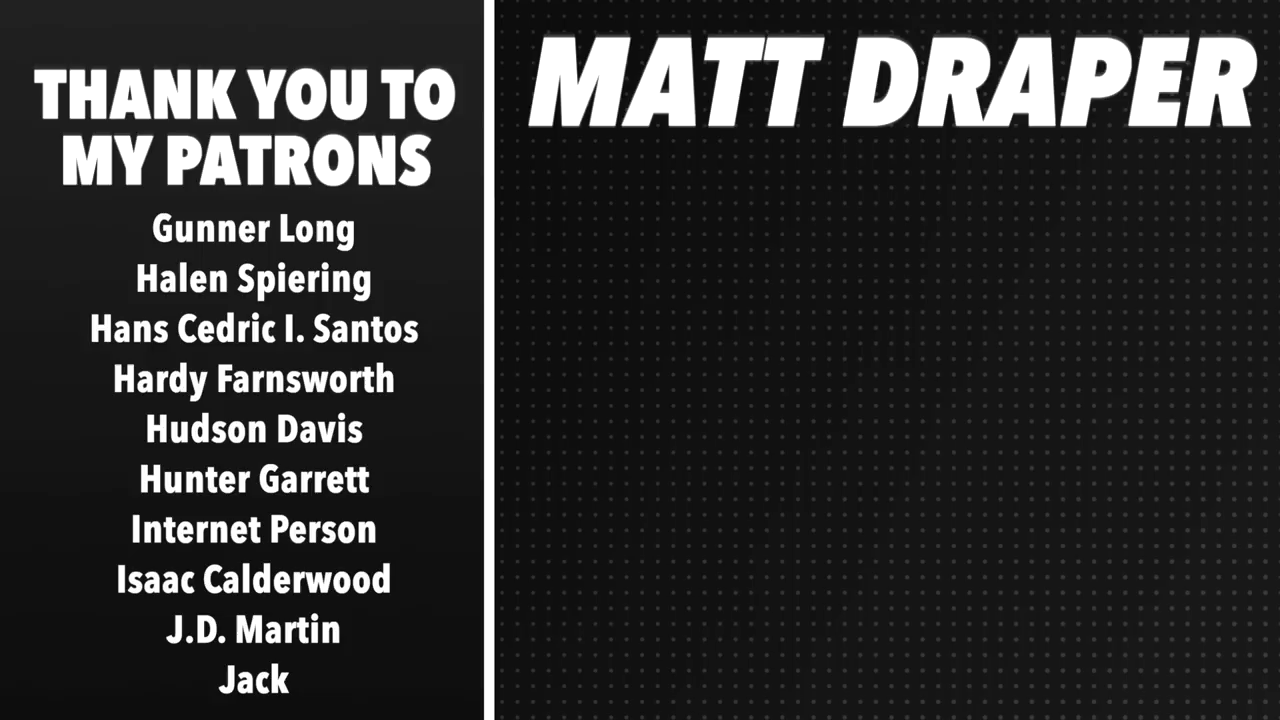 THANK YOU TO
MY PATRONS
Gunner Long
Halen Spiering
Hans Cedric I. Santos
Hardy Farnsworth
Hudson Davis
Hunter Garrett
Internet Person
Isaac Calderwood
J.D. Martin
Jack
MATT DRAPER